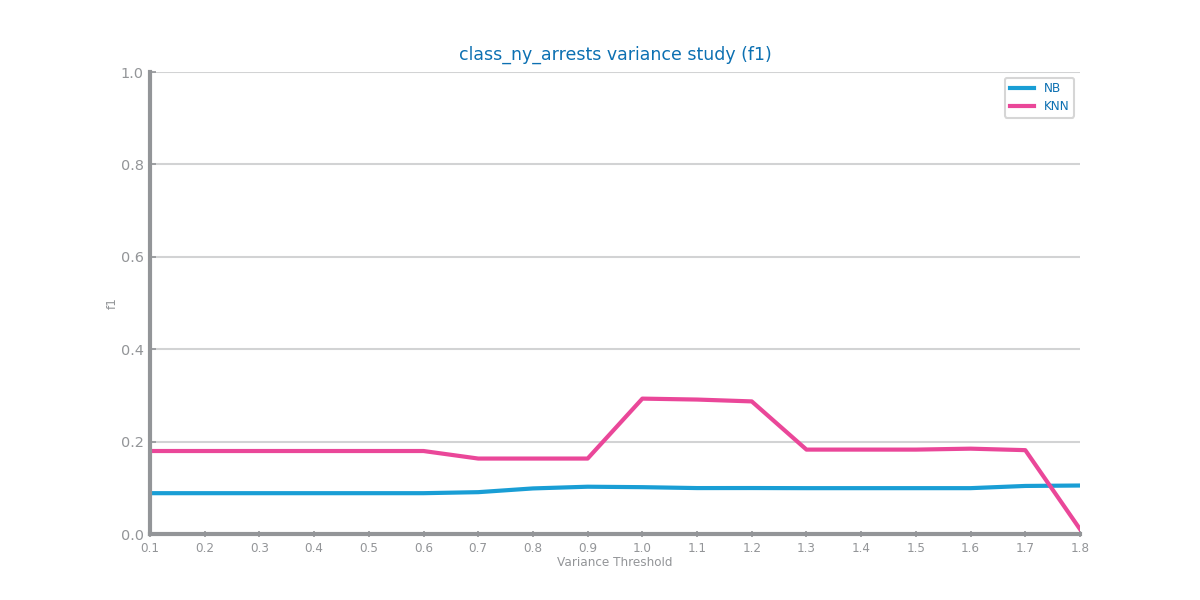 class_ny_arrests variance study (f1)
NB
KNN
1.0
0.8
0.6
0.4
0.2
0.0
f1
0.1 0.2 0.3 0.4 0.5 0.6 0.7 0.8 0.9 1.0 1.1 1.2 1.3 1.4 1.5 1.6 1.7 1.8
Variance Threshold